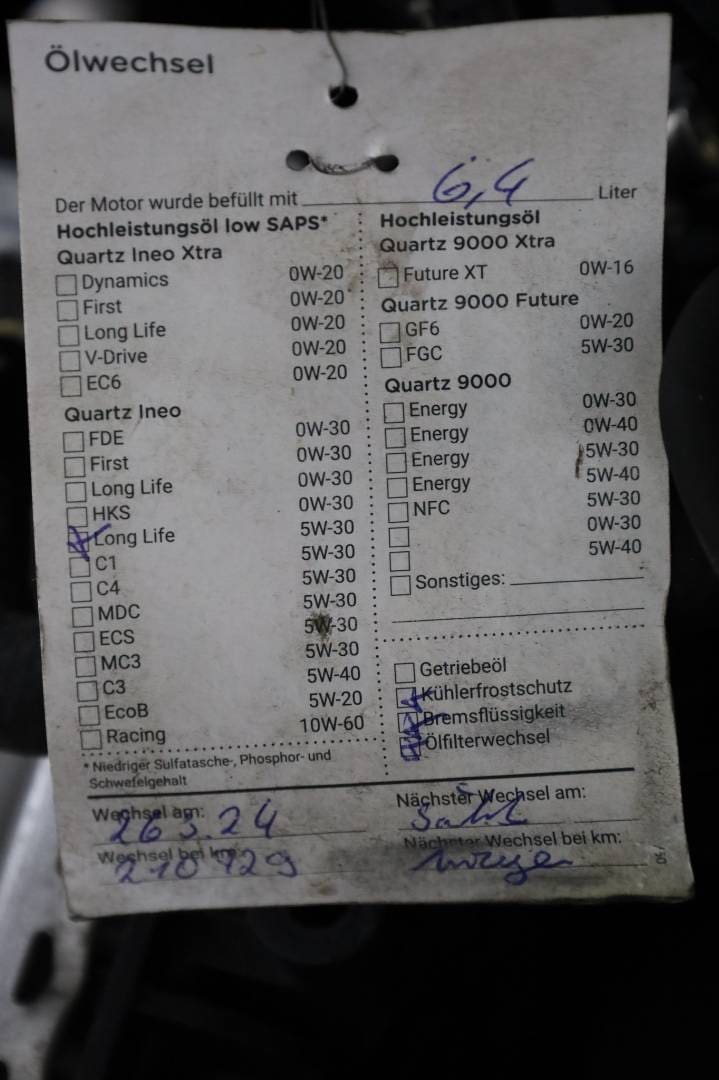 Ölwechsel
Der Motor wurde befüllt mit 6,4 Liter
Hochleistungsöl low SAPS*
Quartz Ineo Xtra
Dynamics 0W-20
First 0W-20
Long Life 0W-20
V-Drive 0W-20
EC6 0W-20
Quartz Ineo
FDE 0W-30
First 0W-30
Long Life 0W-30
HKS 0W-30
Long Life 5W-30
C1 5W-30
C4 5W-30
MDC 5W-30
ECS 5W-30
MC3 5W-30
C3 5W-40
EcoB 5W-20
Racing 10W-60
* Niedriger Sulfatasche-, Phosphor- und
Schwefelgehalt
Hochleistungsöl
Quartz 9000 Xtra
Future XT 0W-16
Quartz 9000 Future
GF6 0W-20
FGC 5W-30
Quartz 9000
Energy 0W-30
Energy 0W-40
Energy 5W-30
Energy 5W-40
NFC 5W-30
0W-30
5W-40
Sonstiges:
Getriebeöl
Kühlerfrostschutz
Bremsflüssigkeit
Ölfilterwechsel
Wechsel am:
26 3.24
Wechsel bei km:
Nächster Wechsel am:
Nächster Wechsel bei km: